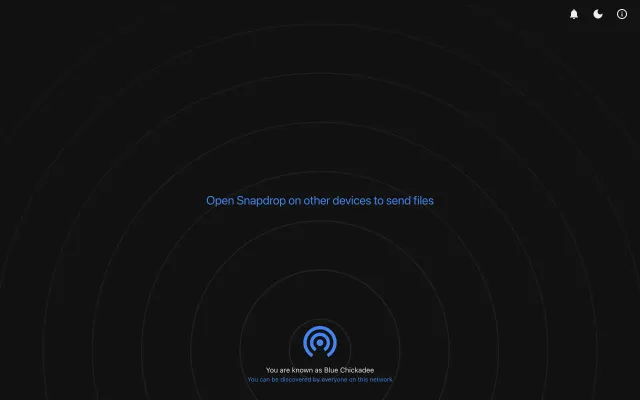 Open Snapdrop on other devices to send files
You are known as Blue Chickadee
You can be discovered by everyone on this network